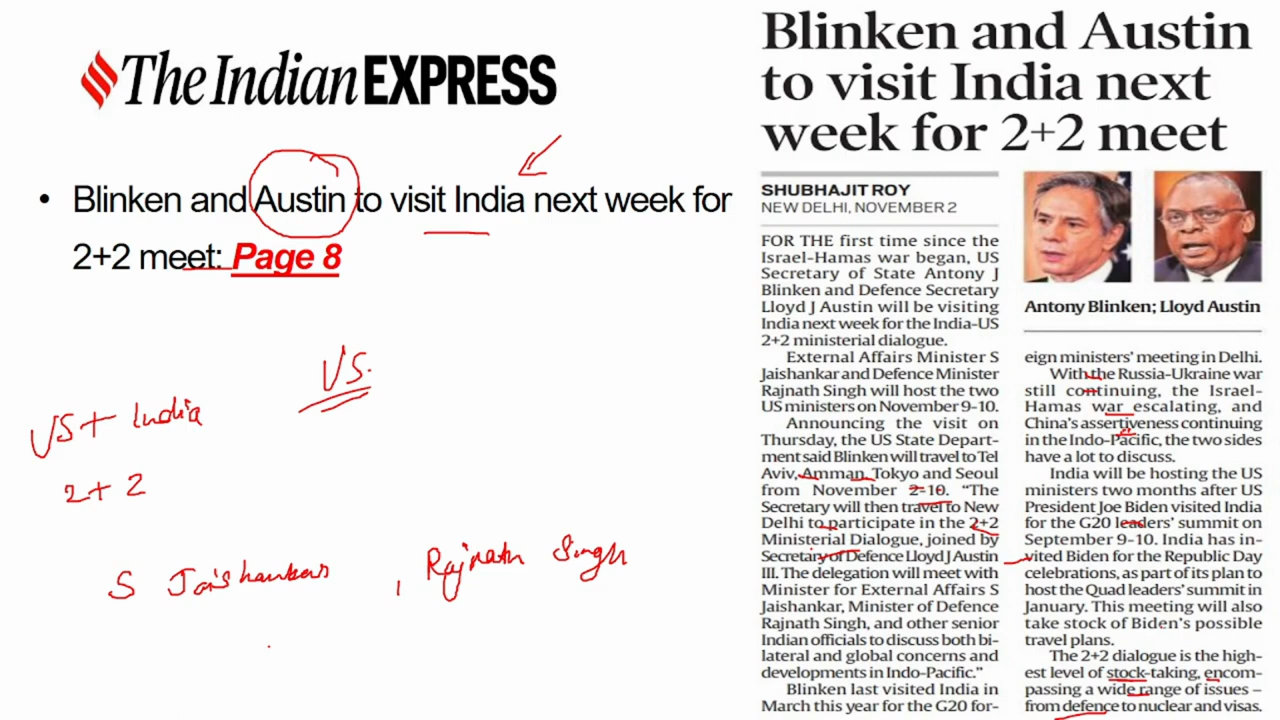 The Indian EXPRESS
• Blinken and Austin to visit India next week for
2+2 meet: Page 8
US.
US + India
2 + 2
S Jaishankar , Rajnath Singh
Blinken and Austin
to visit India next
week for 2+2 meet
SHUBHAJIT ROY
NEW DELHI, NOVEMBER 2
FOR THE first time since the
Israel-Hamas war began, US
Secretary of State Antony J
Blinken and Defence Secretary
Lloyd J Austin will be visiting
India next week for the India-US
2+2 ministerial dialogue.
External Affairs Minister S
Jaishankar and Defence Minister
Rajnath Singh will host the two
US ministers on November 9-10.
Announcing the visit on
Thursday, the US State Depart-
ment said Blinken will travel to Tel
Aviv, Amman, Tokyo and Seoul
from November 2-10. “The
Secretary will then travel to New
Delhi to participate in the 2+2
Ministerial Dialogue, joined by
Secretary of Defence Lloyd J Austin
III. The delegation will meet with
Minister for External Affairs S
Jaishankar, Minister of Defence
Rajnath Singh, and other senior
Indian officials to discuss both bi-
lateral and global concerns and
developments in Indo-Pacific.”
Blinken last visited India in
March this year for the G20 for-
Antony Blinken; Lloyd Austin
eign ministers’ meeting in Delhi.
With the Russia-Ukraine war
still continuing, the Israel-
Hamas war escalating, and
China’s assertiveness continuing
in the Indo-Pacific, the two sides
have a lot to discuss.
India will be hosting the US
ministers two months after US
President Joe Biden visited India
for the G20 leaders’ summit on
September 9-10. India has in-
vited Biden for the Republic Day
celebrations, as part of its plan to
host the Quad leaders’ summit in
January. This meeting will also
take stock of Biden’s possible
travel plans.
The 2+2 dialogue is the high-
est level of stock-taking, encom-
passing a wide range of issues –
from defence to nuclear and visas.